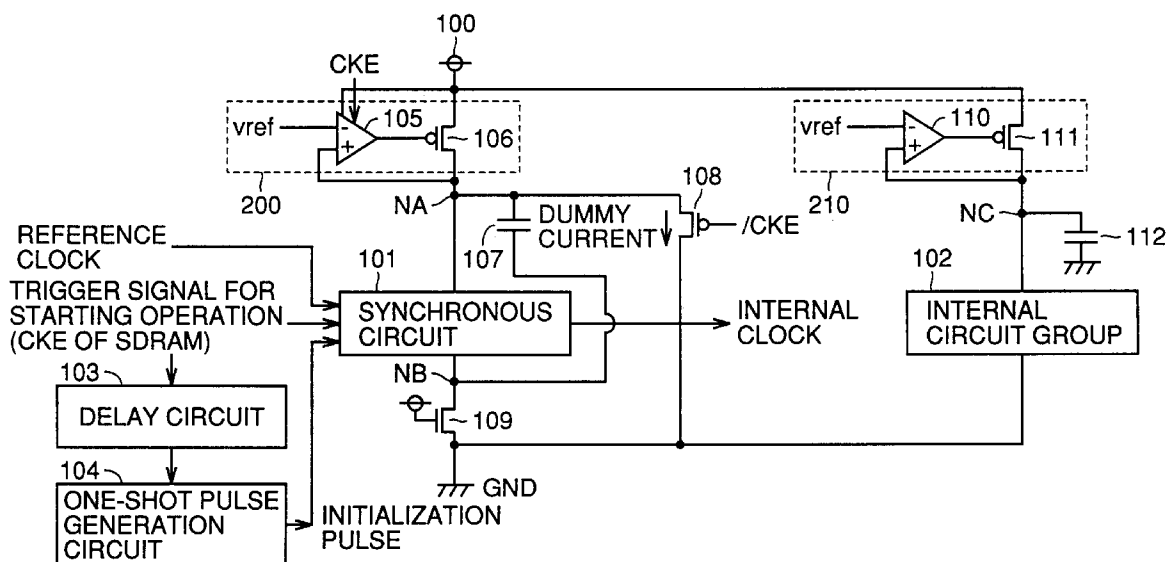 100
CKE
vref
-
+
105
106
200
vref
-
+
110
111
210
NA
107
DUMMY
CURRENT
108
/CKE
NC
112
REFERENCE
CLOCK
TRIGGER SIGNAL FOR
STARTING OPERATION
(CKE OF SDRAM)
101
SYNCHRONOUS
CIRCUIT
INTERNAL
CLOCK
102
INTERNAL
CIRCUIT GROUP
NB
109
GND
103
DELAY CIRCUIT
104
ONE-SHOT PULSE
GENERATION
CIRCUIT
INITIALIZATION
PULSE